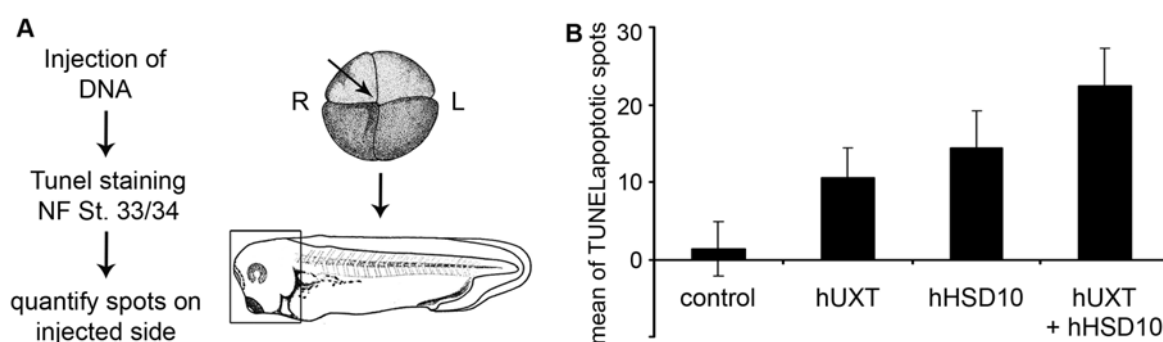 A
Injection of
DNA
Tunel staining
NF St. 33/34
quantify spots on
injected side
R
L
B
mean of TUNELapoptotic spots
30
20
10
0
control
hUXT
hHSD10
hUXT
+ hHSD10